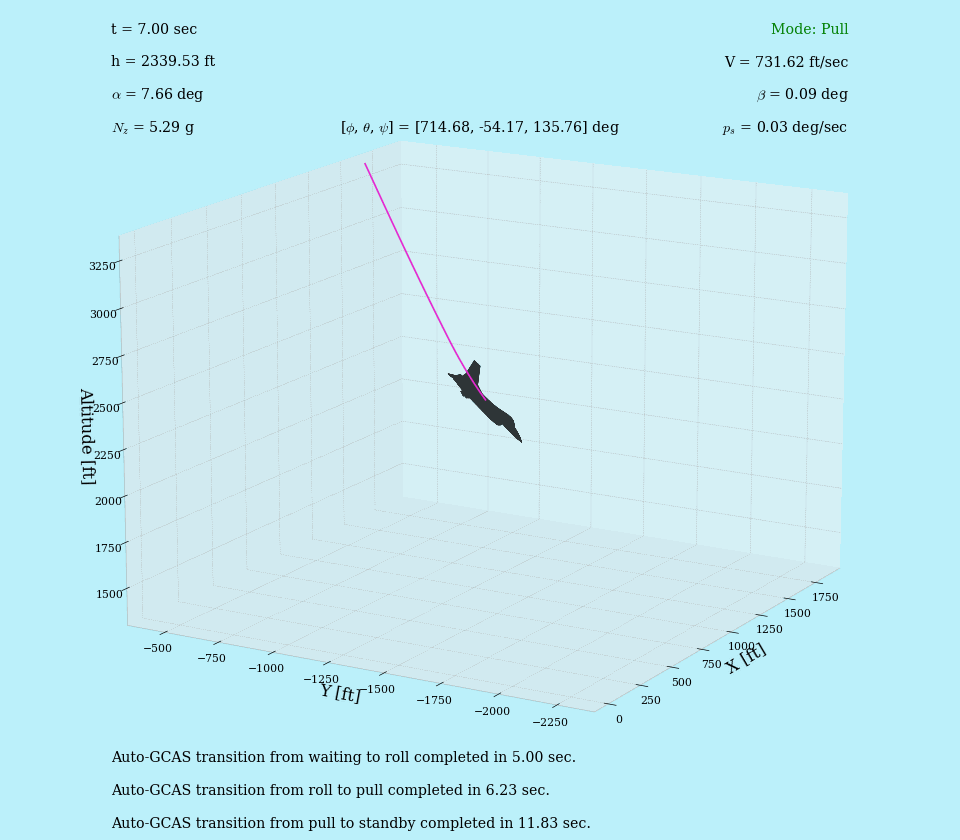 t = 7.00 sec
Mode: Pull
h = 2339.53 ft
V = 731.62 ft/sec
α = 7.66 deg
β = 0.09 deg
N_z = 5.29 g
[ϕ, θ, ψ] = [714.68, -54.17, 135.76] deg
p_s = 0.03 deg/sec
3250
3000
2750
2500
2250
2000
1750
1500
Altitude [ft]
−500
−750
−1000
−1250
−1500
−1750
−2000
−2250
Y [ft]
0
250
500
750
1000
1250
1500
1750
X [ft]
Auto-GCAS transition from waiting to roll completed in 5.00 sec.
Auto-GCAS transition from roll to pull completed in 6.23 sec.
Auto-GCAS transition from pull to standby completed in 11.83 sec.